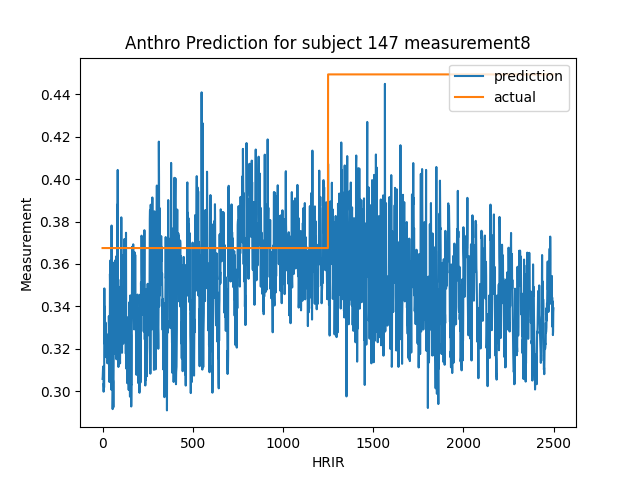 Anthro Prediction for subject 147 measurement8
prediction
actual
0.44
0.42
0.40
0.38
0.36
0.34
0.32
0.30
Measurement
0
500
1000
1500
2000
2500
HRIR